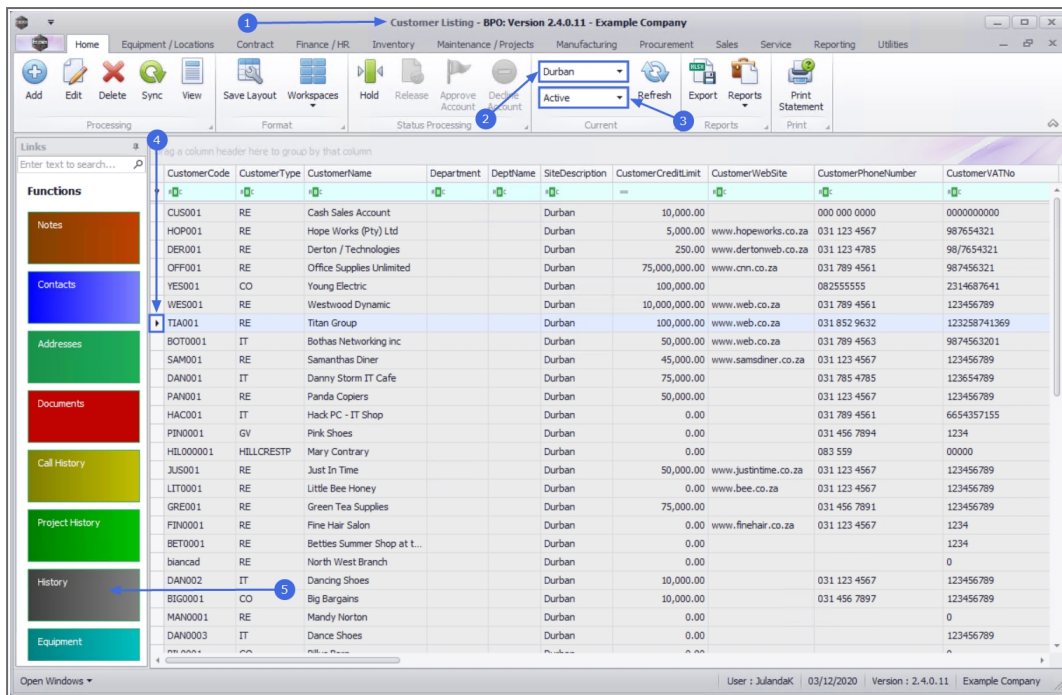 1
Customer Listing - BPO: Version 2.4.0.11 - Example Company
Home Equipment / Locations Contract Finance / HR Inventory Maintenance / Projects Manufacturing Procurement Sales Service Reporting Utilities
Add Edit Delete Sync View Save Layout Workspaces Hold Release Approve Account Decline Account Durban Active Refresh Export Reports Print Statement
2 3
Processing Format Status Processing Current Reports Print
4
Links
drag a column header here to group by that column
Enter text to search...
CustomerCode CustomerType CustomerName Department DeptName SiteDescription CustomerCreditLimit CustomerWebSite CustomerPhoneNumber CustomerVATNo
Functions
CUS001 RE Cash Sales Account Durban 10,000.00 000 000 0000 0000000000
Notes
HOP001 RE Hope Works (Pty) Ltd Durban 5,000.00 www.hopeworks.co.za 031 123 4567 987654321
DER001 RE Derton / Technologies Durban 250.00 www.dertonweb.co.za 031 123 4785 98/7654321
OFF001 RE Office Supplies Unlimited Durban 75,000,000.00 www.cnn.co.za 031 789 4561 987456321
Contacts
YES001 CO Young Electric Durban 100,000.00 082555555 2314687641
WES001 RE Westwood Dynamic Durban 10,000,000.00 www.web.co.za 031 789 4561 123456789
TIA001 RE Titan Group Durban 100,000.00 www.web.co.za 031 852 9632 123258741369
Addresses
BOT0001 IT Bothas Networking inc Durban 50,000.00 www.web.co.za 031 789 4563 9874563201
SAM001 RE Samanthas Diner Durban 45,000.00 www.samsdiner.co.za 031 123 4567 123456789
DAN001 IT Danny Storm IT Cafe Durban 75,000.00 031 785 4785 123654789
Documents
PAN001 RE Panda Copiers Durban 50,000.00 031 123 4567 123456789
HAC001 IT Hack PC - IT Shop Durban 0.00 031 789 4561 6654357155
PIN0001 GV Pink Shoes Durban 0.00 031 456 7894 1234
HIL000001 HILLCRESTP Mary Contrary Durban 0.00 083 559 00000
Call History
JUS001 RE Just In Time Durban 50,000.00 www.justintime.co.za 031 123 4567 123456789
LIT0001 RE Little Bee Honey Durban 0.00 www.bee.co.za 031 123 4567 123456789
GRE001 RE Green Tea Supplies Durban 75,000.00 031 456 7891 123456789
Project History
FIN0001 RE Fine Hair Salon Durban 0.00 www.finehair.co.za 031 123 4567 1234
BET0001 RE Betties Summer Shop at t... Durban 0.00 1234
biancad RE North West Branch Durban 0.00 0
History
DAN002 IT Dancing Shoes Durban 10,000.00 031 123 4567 123456789
5
BIG0001 CO Big Bargains Durban 10,000.00 031 456 7897 123456789
MAN0001 RE Mandy Norton Durban 0.00 0
Equipment
DAN0003 IT Dance Shoes Durban 0.00 123456789
Open Windows User : JulandaK 03/12/2020 Version : 2.4.0.11 Example Company